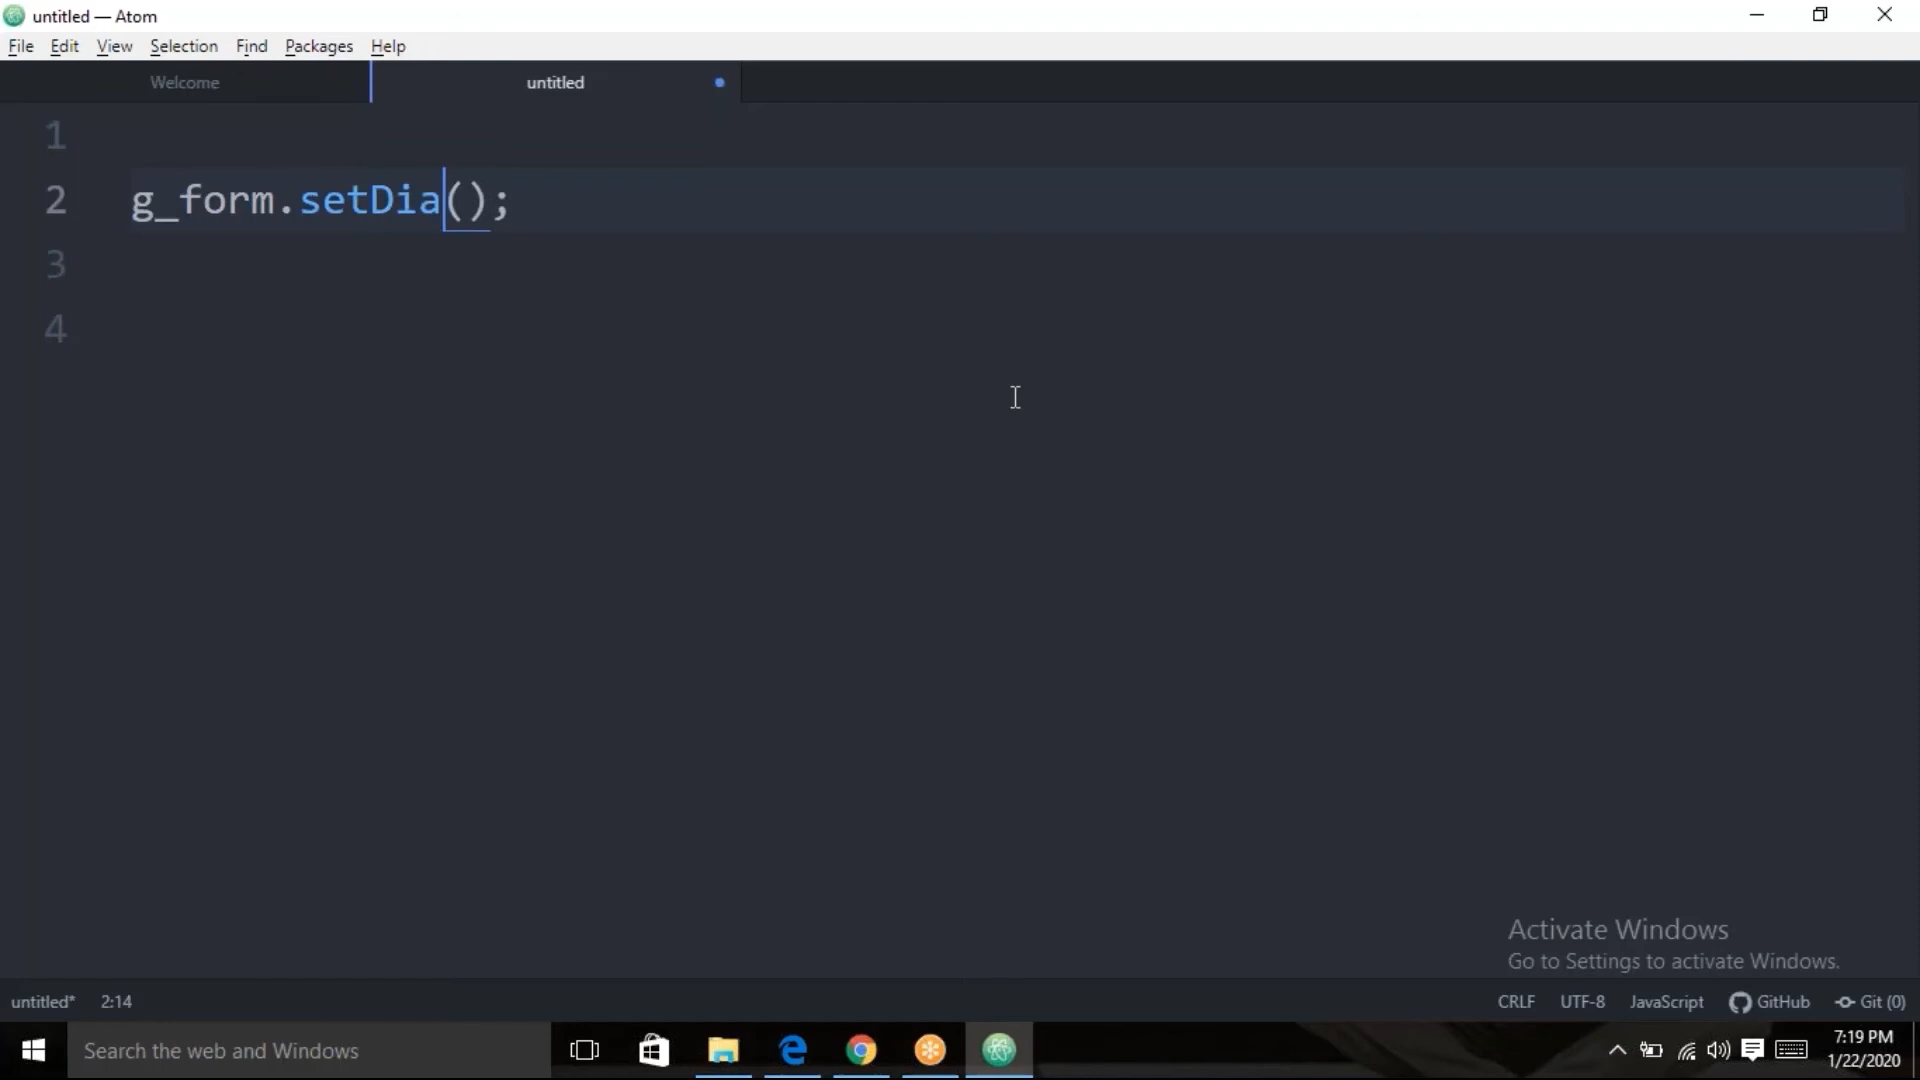 untitled — Atom
File Edit View Selection Find Packages Help
Welcome untitled
1
2 g_form.setDia();
3
4
Activate Windows
Go to Settings to activate Windows.
untitled* 2:14 CRLF UTF-8 JavaScript GitHub Git (0)
Search the web and Windows
7:19 PM
1/22/2020